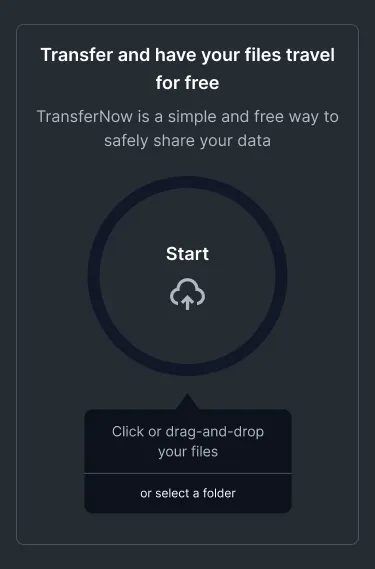 Transfer and have your files travel
for free
TransferNow is a simple and free way to
safely share your data
Start
Click or drag-and-drop
your files
or select a folder